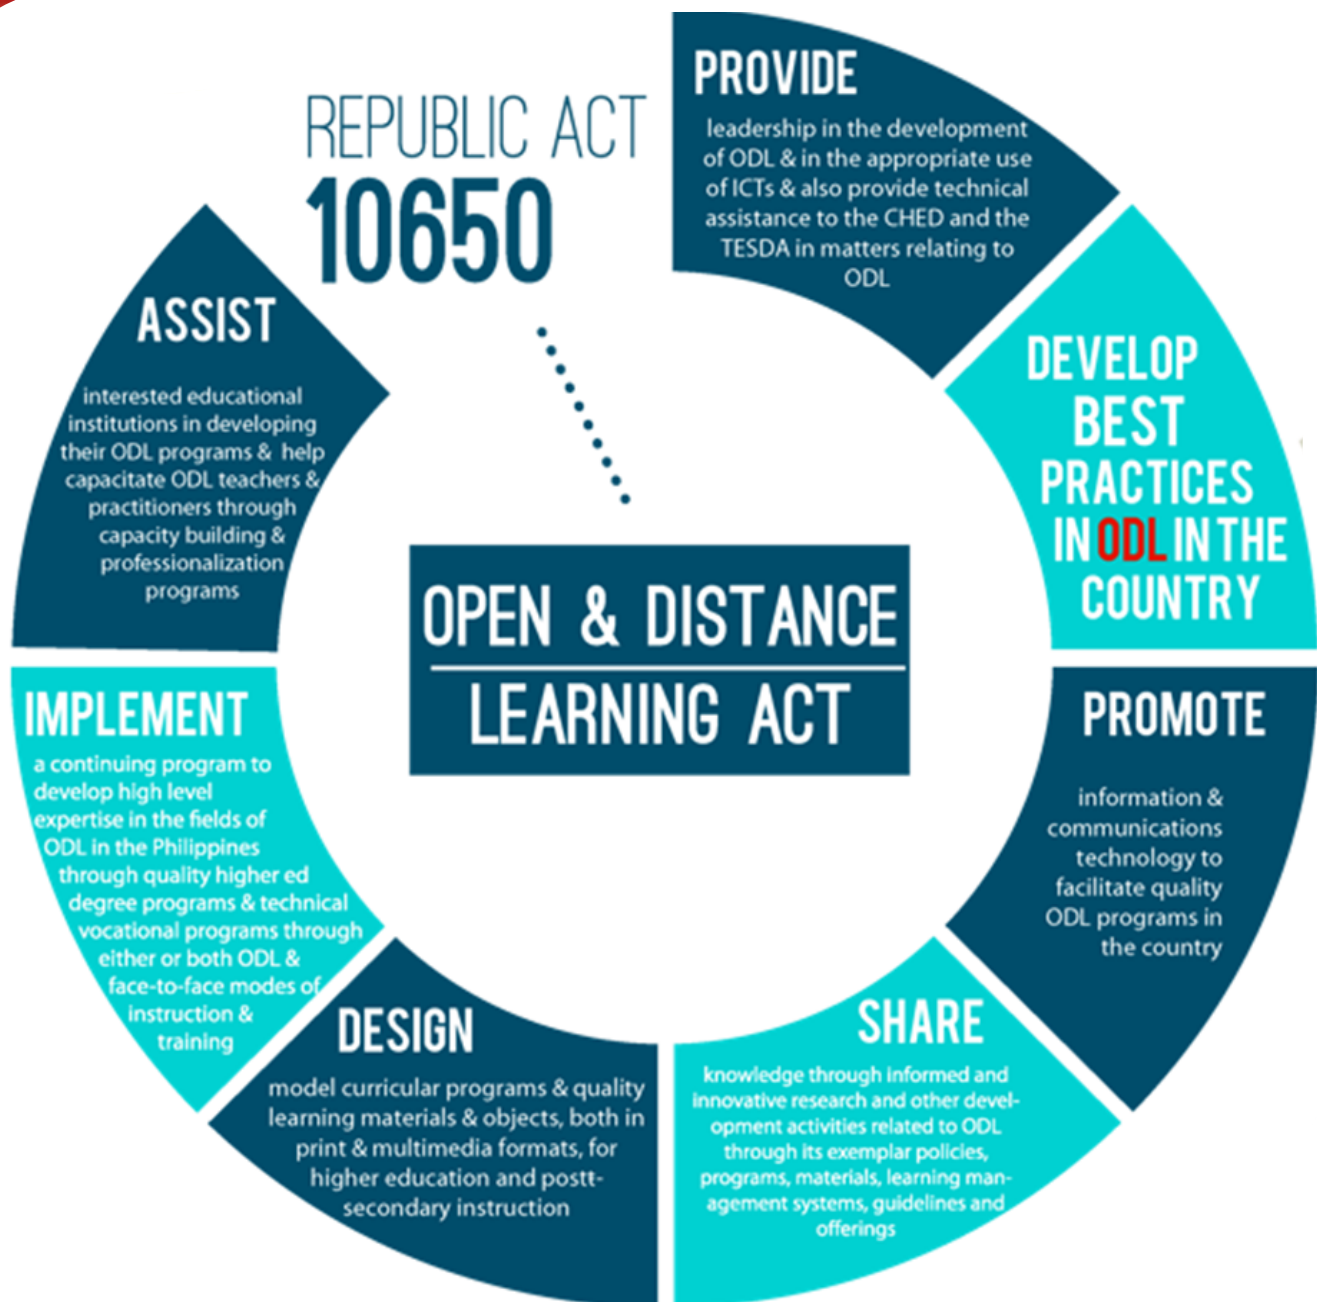 REPUBLIC ACT
10650
OPEN & DISTANCE
LEARNING ACT
PROVIDE
leadership in the development
of ODL & in the appropriate use
of ICTs & also provide technical
assistance to the CHED and the
TESDA in matters relating to
ODL
DEVELOP
BEST
PRACTICES
IN ODL IN THE
COUNTRY
PROMOTE
information &
communications
technology to
facilitate quality
ODL programs in
the country
SHARE
knowledge through informed and
innovative research and other devel-
opment activities related to ODL
through its exemplar policies,
programs, materials, learning man-
agement systems, guidelines and
offerings
DESIGN
model curricular programs & quality
learning materials & objects, both in
print & multimedia formats, for
higher education and postt-
secondary instruction
IMPLEMENT
a continuing program to
develop high level
expertise in the fields of
ODL in the Philippines
through quality higher ed
degree programs & technical
vocational programs through
either or both ODL &
face-to-face modes of
instruction &
training
ASSIST
interested educational
institutions in developing
their ODL programs & help
capacitate ODL teachers &
practitioners through
capacity building &
professionalization
programs